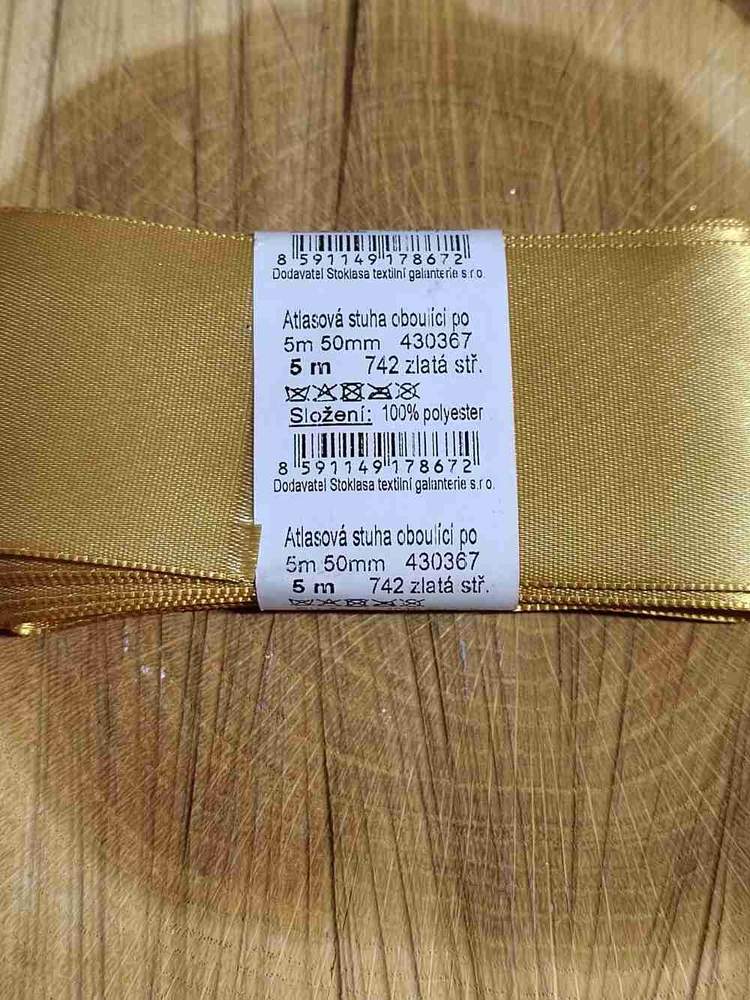 8 591149 178672
Dodavatel Stoklasa textilní galanterie s.r.o.
Atlasová stuha oboulící po
5m 50mm 430367
5 m 742 zlatá stř.
Složení: 100% polyester
8 591149 178672
Dodavatel Stoklasa textilní galanterie s.r.o.
Atlasová stuha oboulící po
5m 50mm 430367
5 m 742 zlatá stř.